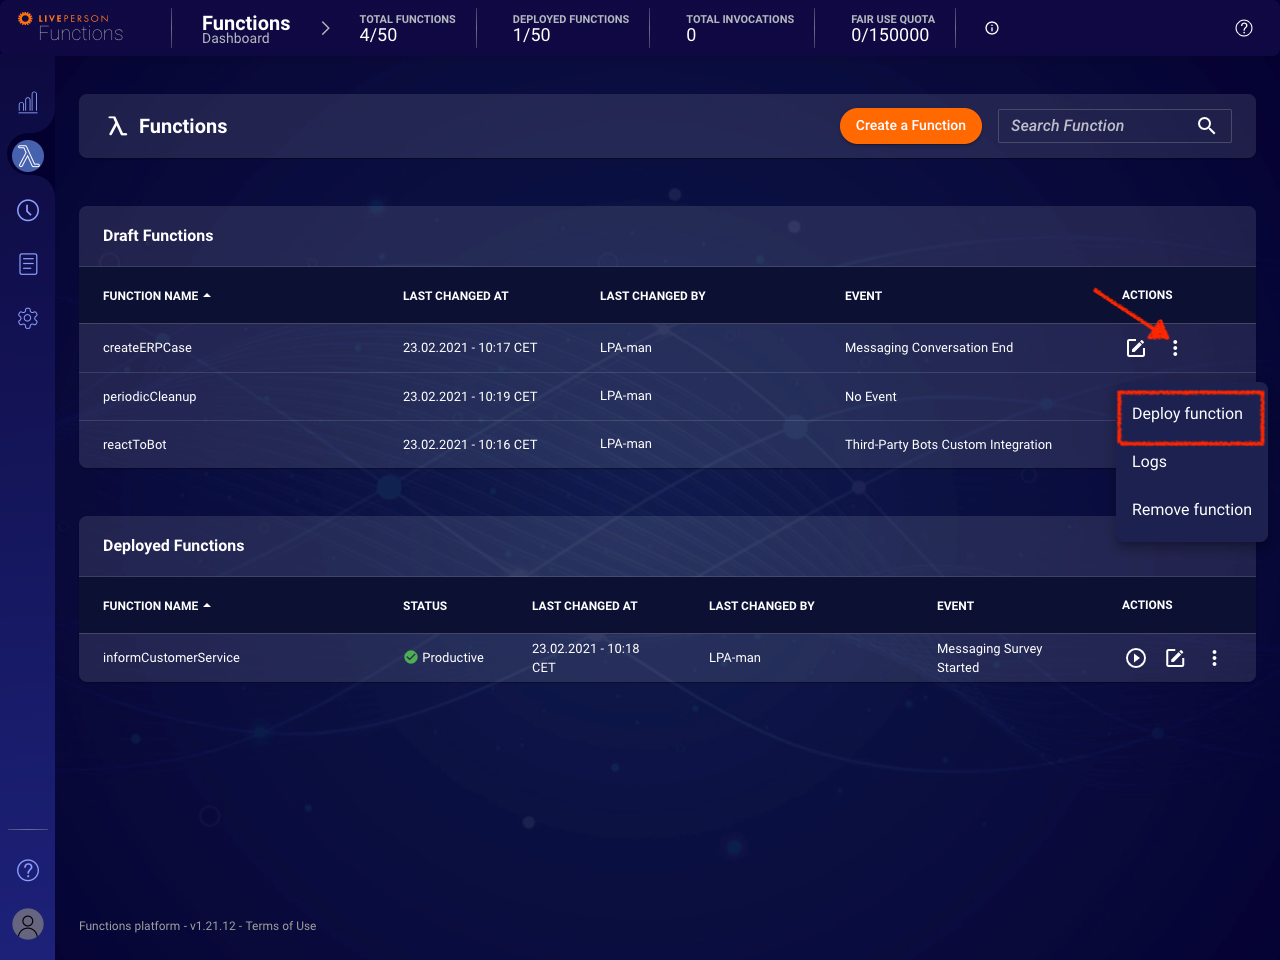 LIVEPERSON
Functions
Functions
Dashboard
TOTAL FUNCTIONS
4/50
DEPLOYED FUNCTIONS
1/50
TOTAL INVOCATIONS
0
FAIR USE QUOTA
0/150000
Functions
Create a Function
Search Function
Draft Functions
FUNCTION NAME LAST CHANGED AT LAST CHANGED BY EVENT ACTIONS
createERPCase 23.02.2021 - 10:17 CET LPA-man Messaging Conversation End
periodicCleanup 23.02.2021 - 10:19 CET LPA-man No Event
reactToBot 23.02.2021 - 10:16 CET LPA-man Third-Party Bots Custom Integration
Deploy function
Logs
Remove function
Deployed Functions
FUNCTION NAME STATUS LAST CHANGED AT LAST CHANGED BY EVENT ACTIONS
informCustomerService Productive 23.02.2021 - 10:18 LPA-man Messaging Survey
CET Started
Functions platform - v1.21.12 - Terms of Use